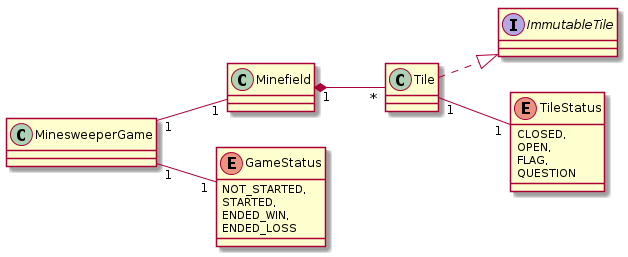 I ImmutableTile
C Minefield
1
*
C Tile
C MinesweeperGame
1
1
1
1
E TileStatus
CLOSED,
OPEN,
FLAG,
QUESTION
1
1
E GameStatus
NOT_STARTED,
STARTED,
ENDED_WIN,
ENDED_LOSS